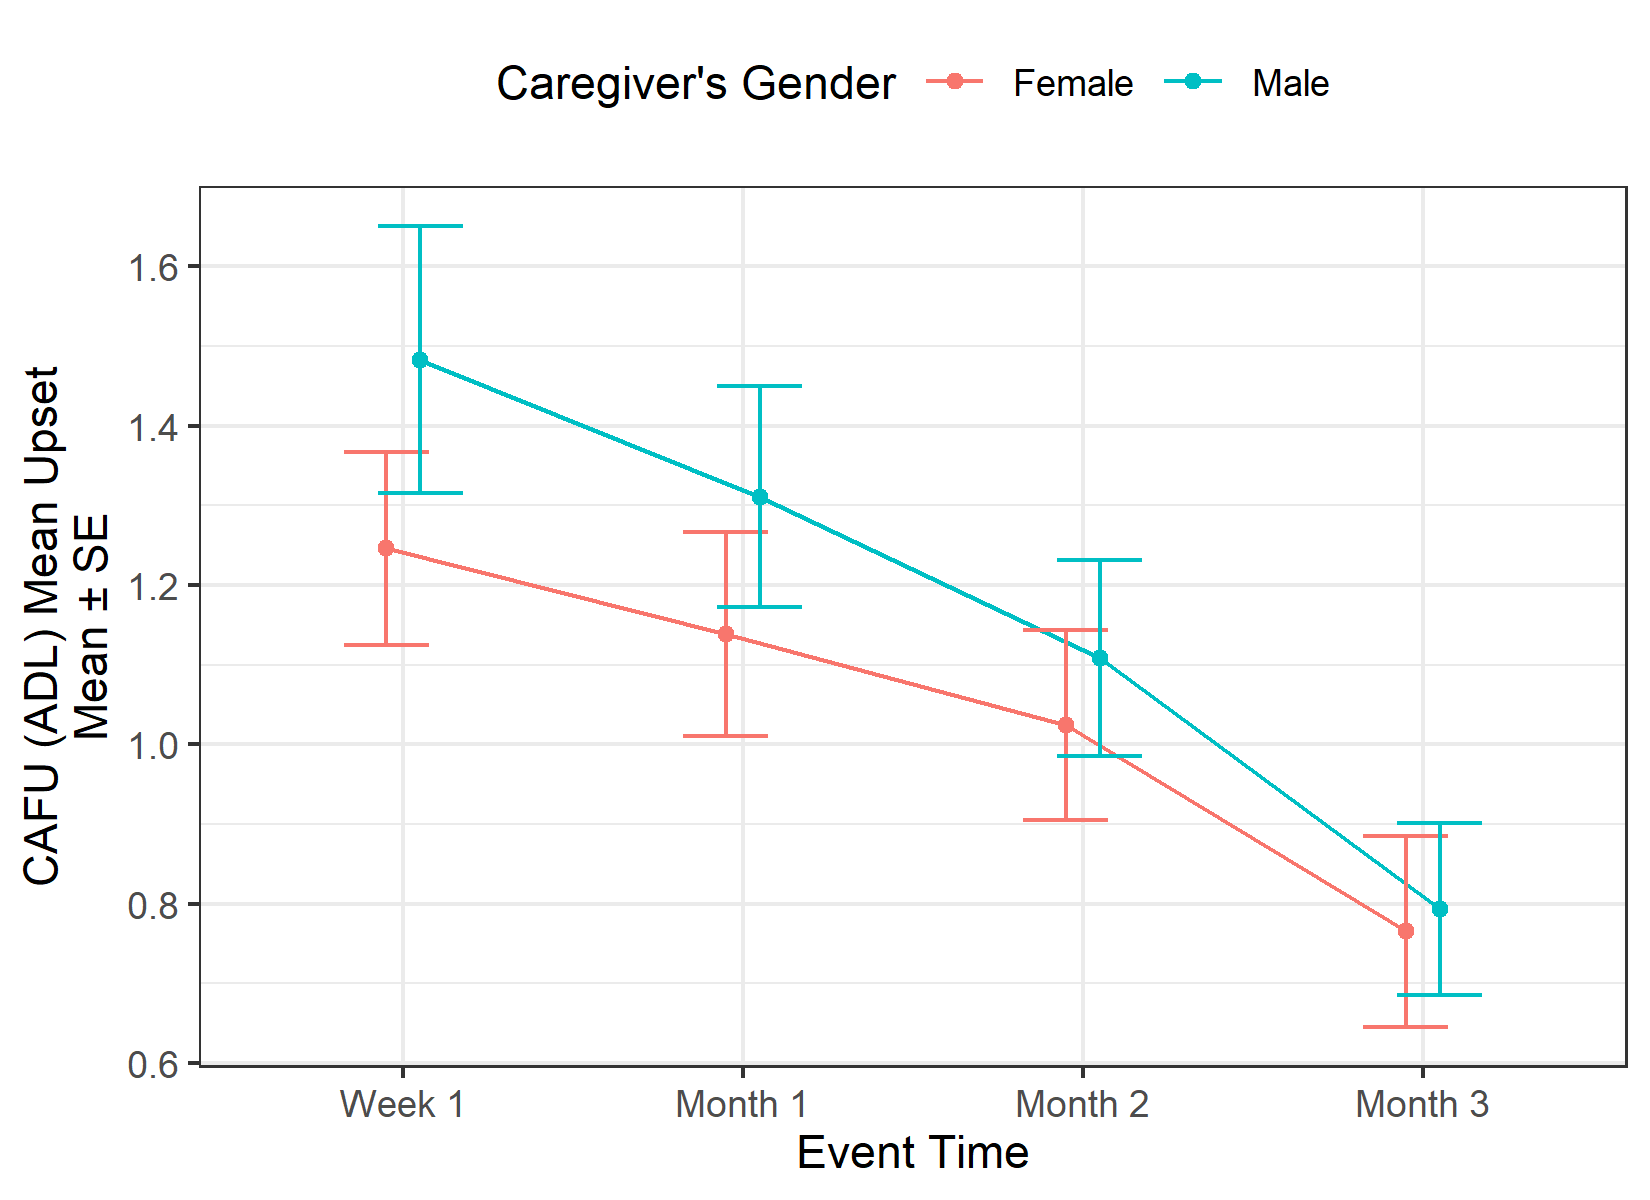 Caregiver's Gender Female Male
CAFU (ADL) Mean Upset
Mean ± SE
1.6
1.4
1.2
1.0
0.8
0.6
Week 1 Month 1 Month 2 Month 3
Event Time